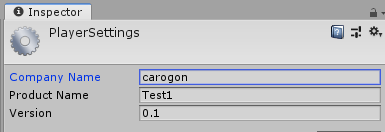 Inspector
PlayerSettings
Company Name carogon
Product Name Test1
Version 0.1